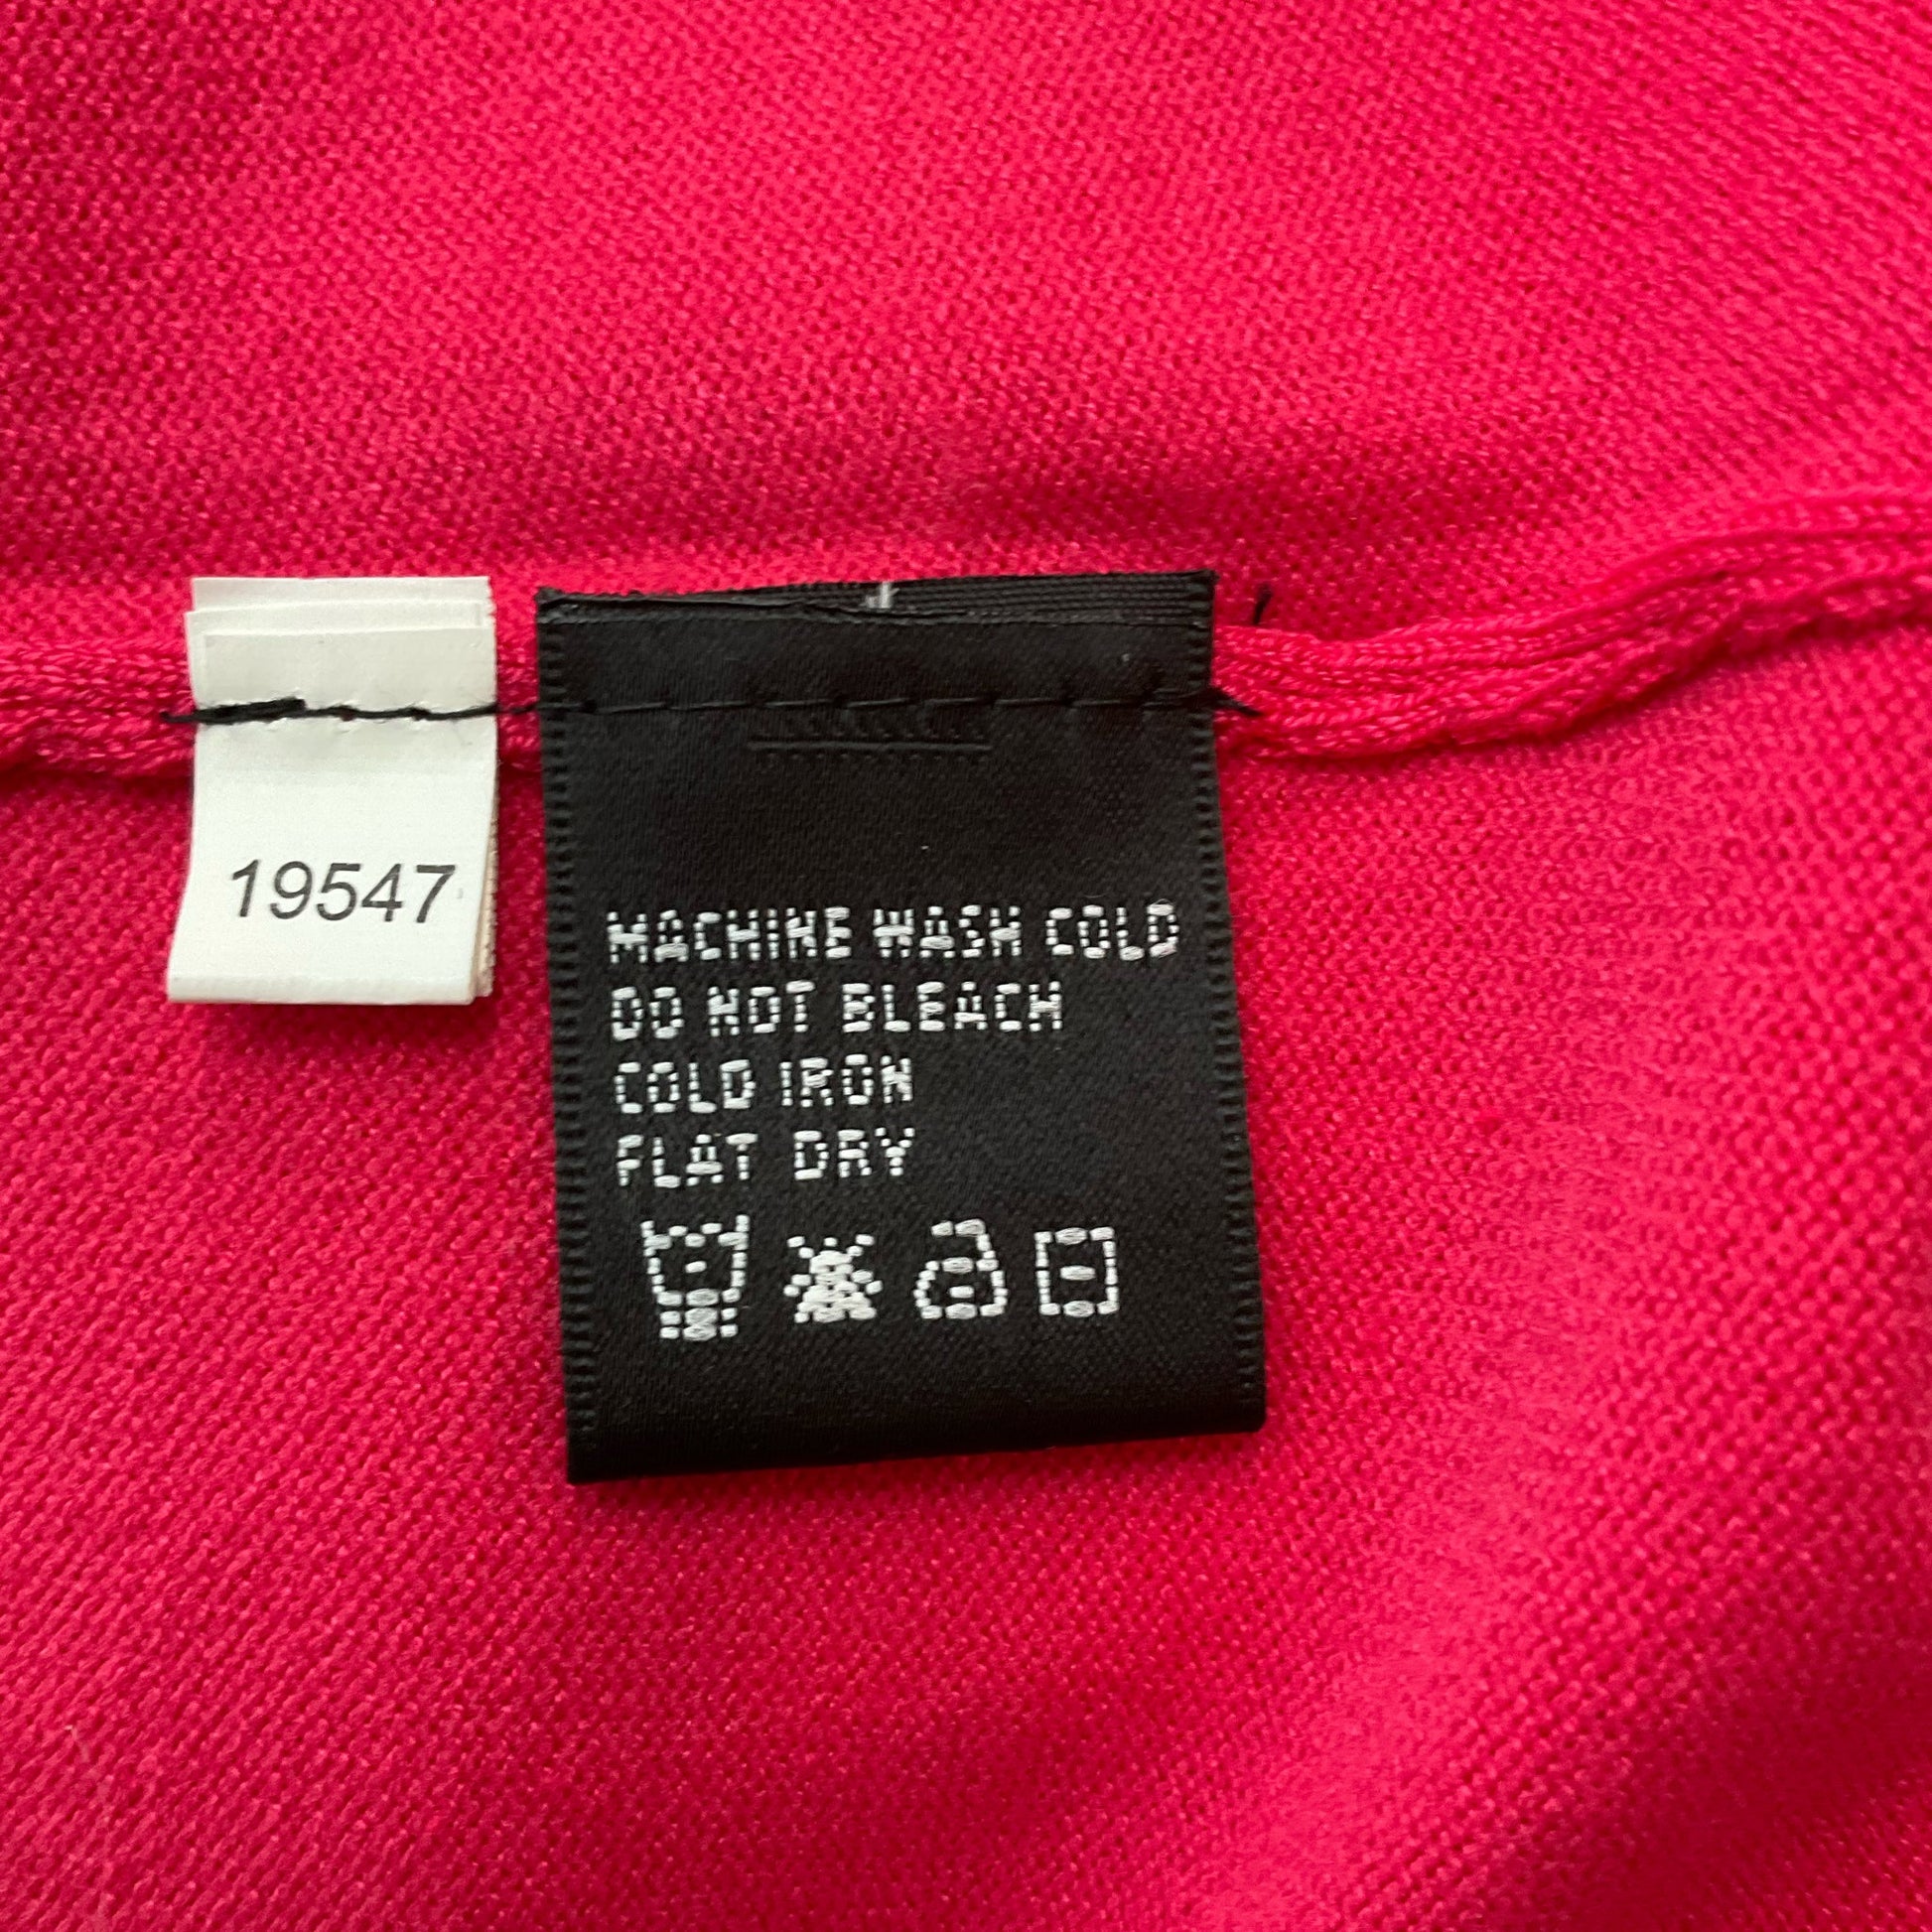 19547
MACHINE WASH COLD
DO NOT BLEACH
COLD IRON
FLAT DRY